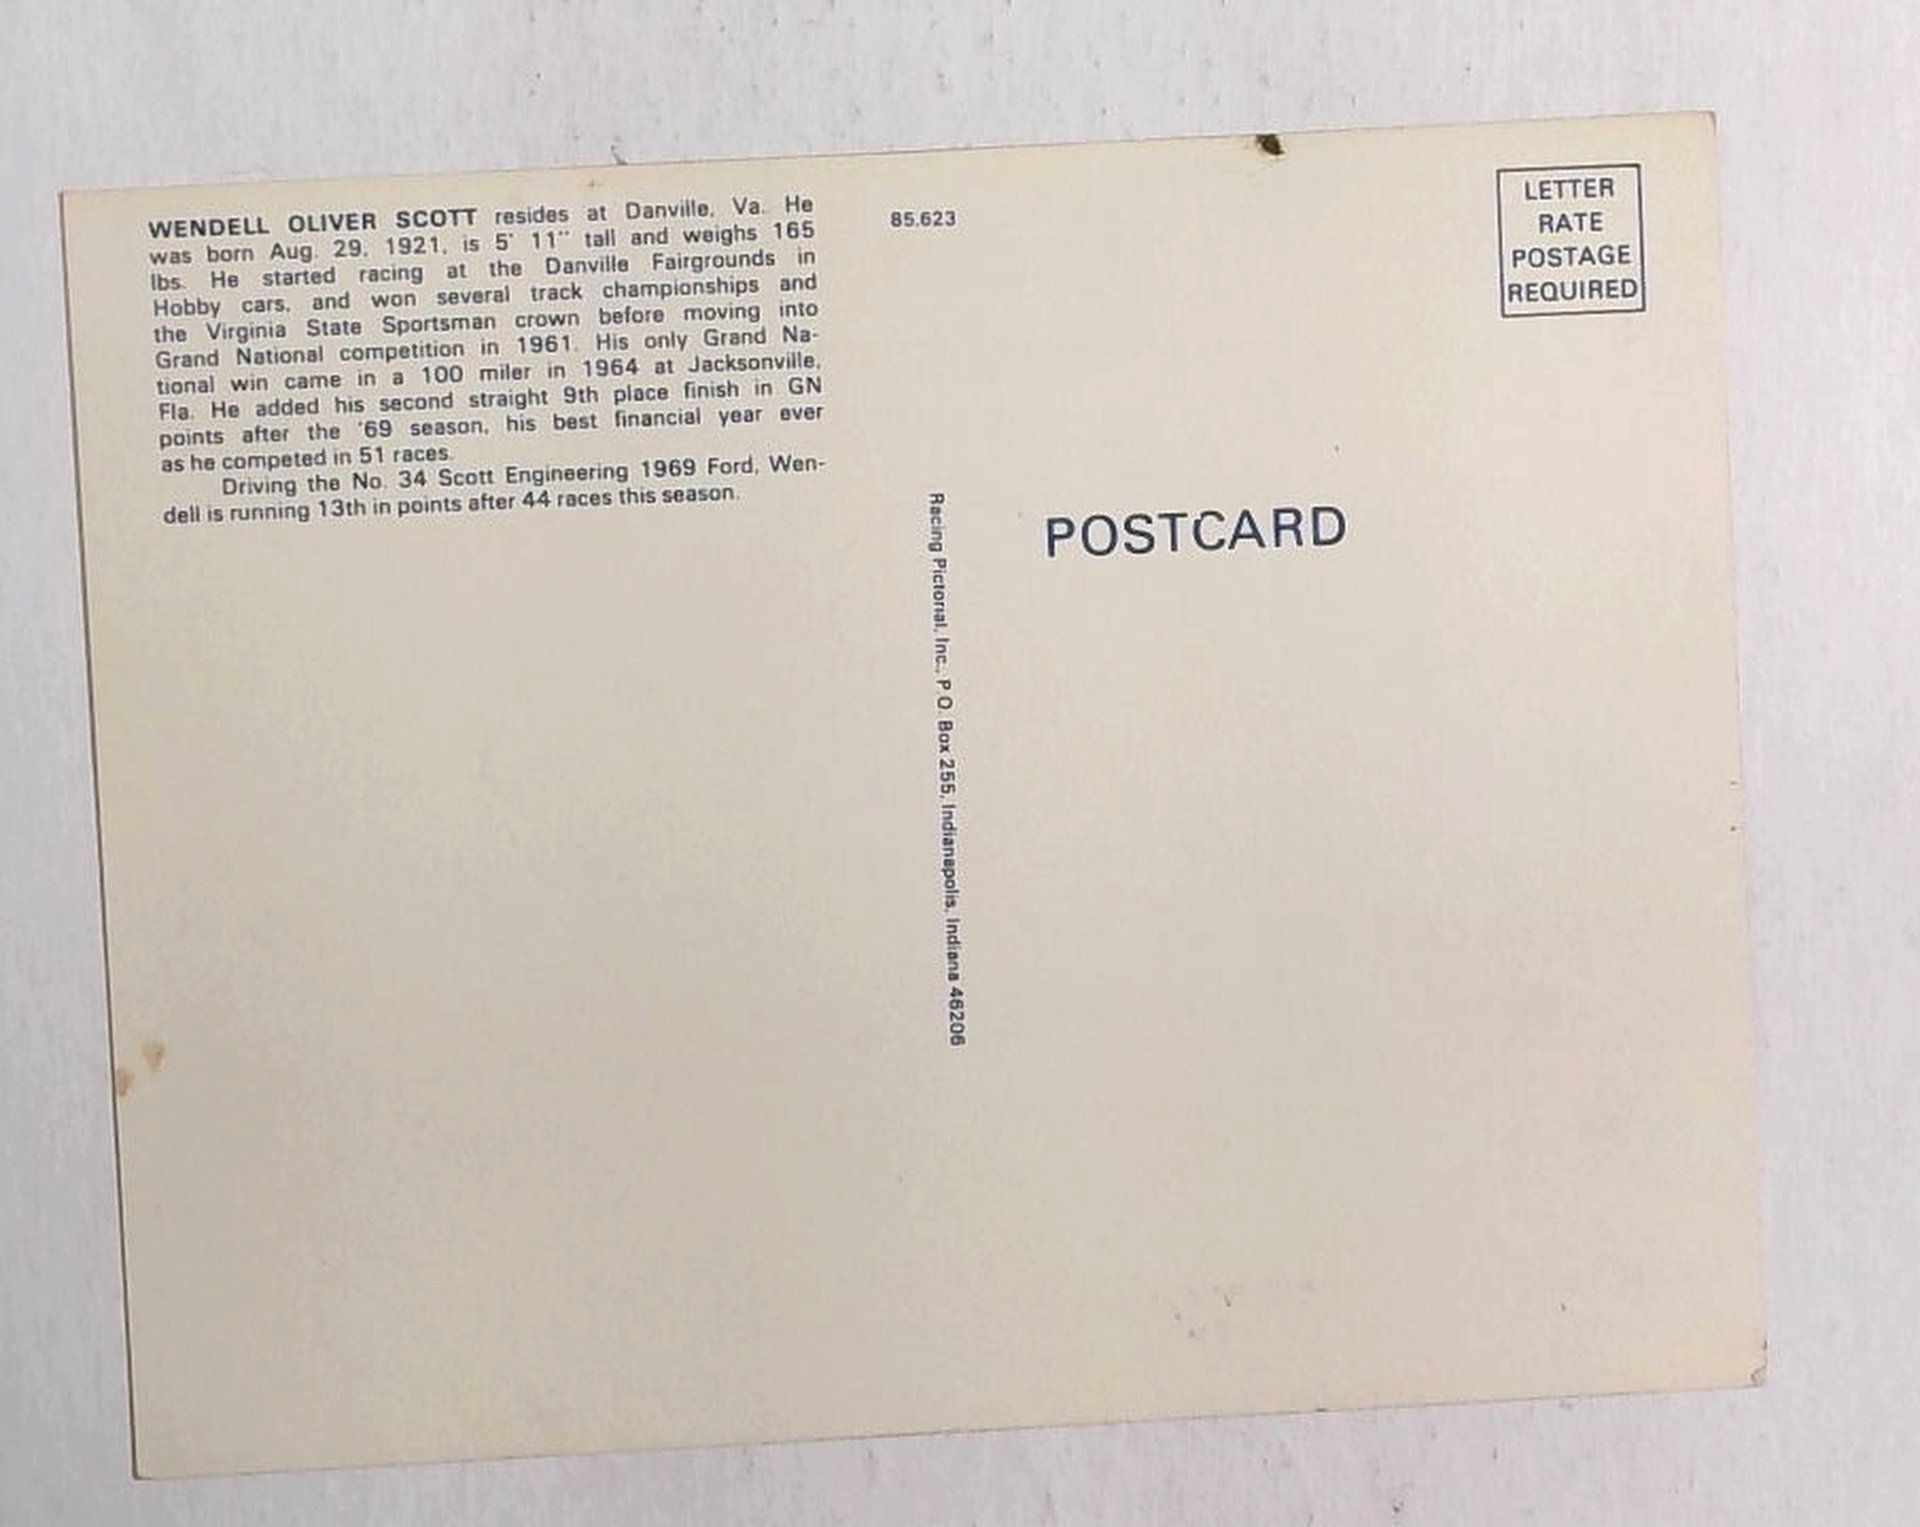 WENDELL OLIVER SCOTT resides at Danville, Va. He
was born Aug. 29, 1921, is 5' 11" tall and weighs 165
lbs. He started racing at the Danville Fairgrounds in
Hobby cars, and won several track championships and
the Virginia State Sportsman crown before moving into
Grand National competition in 1961. His only Grand Na-
tional win came in a 100 miler in 1964 at Jacksonville,
Fla. He added his second straight 9th place finish in GN
points after the '69 season, his best financial year ever
as he competed in 51 races.
Driving the No. 34 Scott Engineering 1969 Ford, Wen-
dell is running 13th in points after 44 races this season.
85.623
LETTER
RATE
POSTAGE
REQUIRED
POSTCARD
Racing Pictorial, Inc., P.O. Box 255, Indianapolis, Indiana 46206